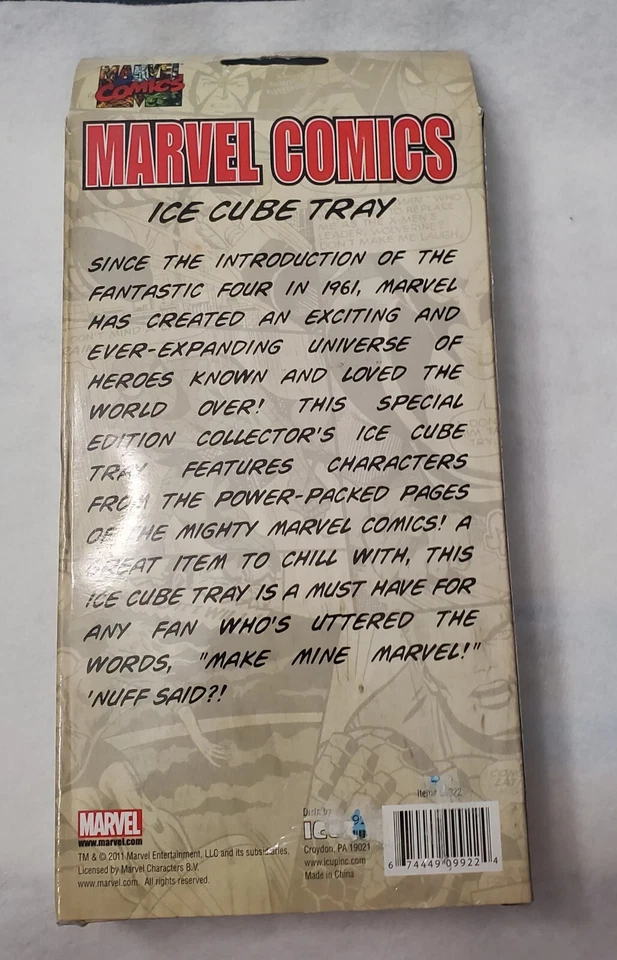 MARVEL
COMICS
MARVEL COMICS
ICE CUBE TRAY
SINCE THE INTRODUCTION OF THE
FANTASTIC FOUR IN 1961, MARVEL
HAS CREATED AN EXCITING AND
EVER-EXPANDING UNIVERSE OF
HEROES KNOWN AND LOVED THE
WORLD OVER! THIS SPECIAL
EDITION COLLECTOR'S ICE CUBE
TRAY FEATURES CHARACTERS
FROM THE POWER-PACKED PAGES
OF THE MIGHTY MARVEL COMICS! A
GREAT ITEM TO CHILL WITH, THIS
ICE CUBE TRAY IS A MUST HAVE FOR
ANY FAN WHO'S UTTERED THE
WORDS, "MAKE MINE MARVEL!"
'NUFF SAID?!
MARVEL
www.marvel.com
TM & © 2011 Marvel Entertainment, LLC and its subsidiaries.
Licensed by Marvel Characters B.V.
www.marvel.com. All rights reserved.
Distr. by
Croydon, PA 19021
www.icupinc.com
Made in China
Item#
6 74449 09922 4